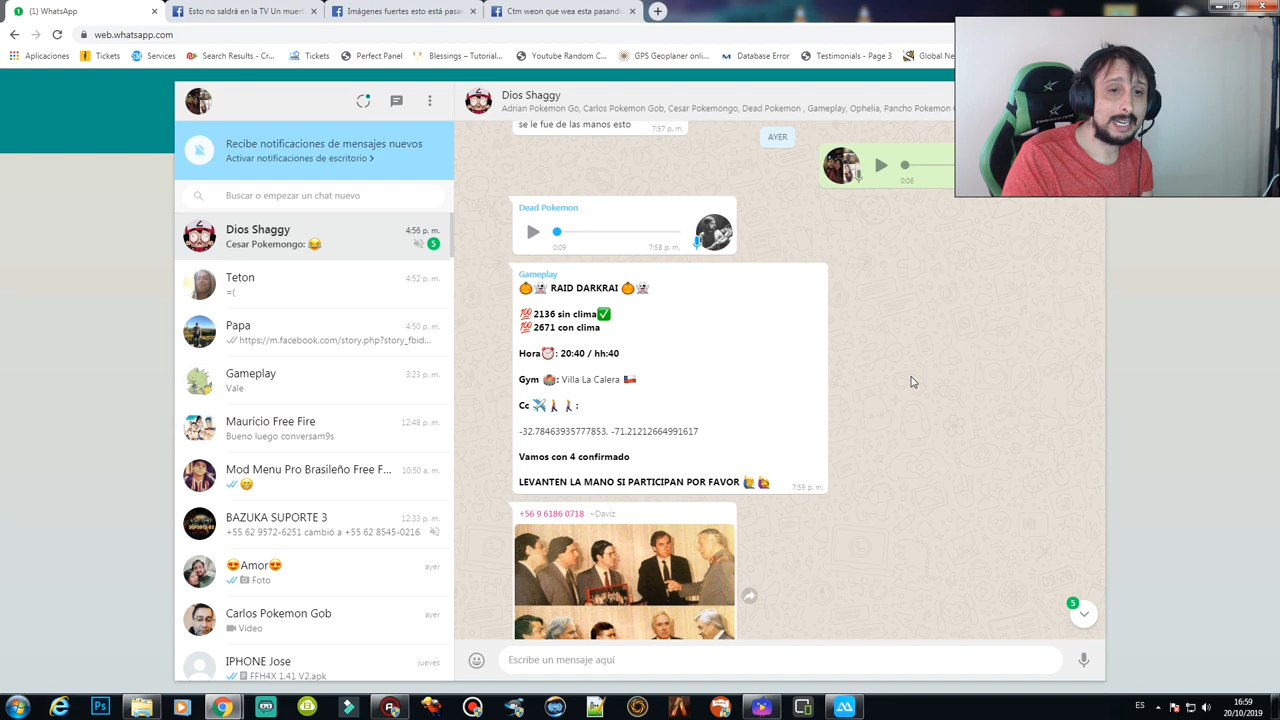 (1) WhatsApp
Esto no saldrá en la TV Un muert
Imágenes fuertes esto está pasa
Ctm weon que wea esta pasand
web.whatsapp.com
Aplicaciones
Tickets
Services
Search Results - Cr...
Tickets
Perfect Panel
Blessings – Tutorial...
Youtube Random C...
GPS Geoplaner onli...
Database Error
Testimonials - Page 3
Global Ne
Recibe notificaciones de mensajes nuevos
Activar notificaciones de escritorio >
Buscar o empezar un chat nuevo
Dios Shaggy
4:56 p. m.
Cesar Pokemongo: 😂
5
Teton
4:52 p. m.
=(
Papa
4:50 p. m.
https://m.facebook.com/story.php?story_fbid...
Gameplay
3:23 p. m.
Vale
Mauricio Free Fire
12:48 p. m.
Bueno luego conversam9s
Mod Menu Pro Brasileño Free F...
10:50 a. m.
😁
BAZUKA SUPORTE 3
12:33 p. m.
+55 62 9572-6251 cambió a +55 62 8545-0216
😍Amor😍
ayer
Foto
Carlos Pokemon Gob
ayer
Video
IPHONE Jose
jueves
FFH4X 1.41 V2.apk
Dios Shaggy
Adrian Pokemon Go, Carlos Pokemon Gob, Cesar Pokemongo, Dead Pokemon, Gameplay, Ophelia, Pancho Pokemon
se le fue de las manos esto
7:57 p. m.
AYER
0:06
Dead Pokemon
0:09
7:58 p. m.
Gameplay
🎃👻 RAID DARKRAI 🎃👻
💯 2136 sin clima✅
💯 2671 con clima
Hora⏰: 20:40 / hh:40
Gym 🏟: Villa La Calera 🇨🇱
Cc ✈🚶🚶:
-32.78463935777853, -71.21212664991617
Vamos con 4 confirmado
LEVANTEN LA MANO SI PARTICIPAN POR FAVOR 🙋‍♂️🙋
7:59 p. m.
+56 9 6186 0718 ~Daviz
5
Escribe un mensaje aquí
Ps
ES
16:59
20/10/2019